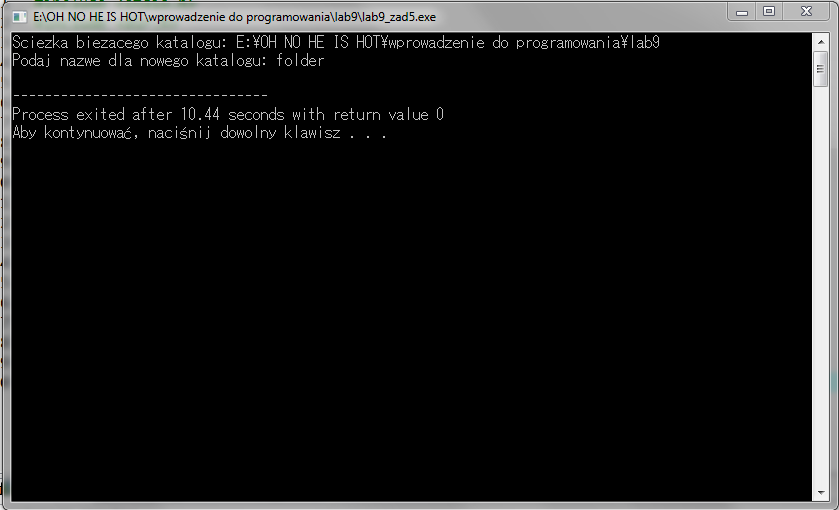 E:\OH NO HE IS HOT\wprowadzenie do programowania\lab9\lab9_zad5.exe
Sciezka biezacego katalogu: E:¥OH NO HE IS HOT¥wprowadzenie do programowania¥lab9
Podaj nazwe dla nowego katalogu: folder
--------------------------------
Process exited after 10.44 seconds with return value 0
Aby kontynuować, naciśnij dowolny klawisz . . .